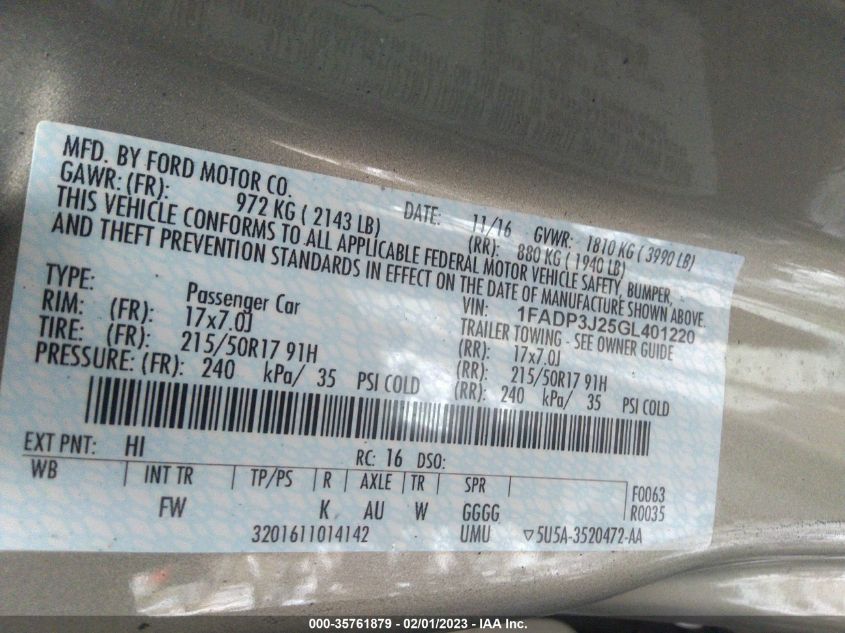 MFD. BY FORD MOTOR CO.
DATE: 11/16 GVWR: 1810 KG ( 3990 LB)
GAWR: (FR): 972 KG ( 2143 LB) (RR): 880 KG ( 1940 LB)
THIS VEHICLE CONFORMS TO ALL APPLICABLE FEDERAL MOTOR VEHICLE SAFETY, BUMPER,
AND THEFT PREVENTION STANDARDS IN EFFECT ON THE DATE OF MANUFACTURE SHOWN ABOVE.
VIN: 1FADP3J25GL401220
TYPE: Passenger Car TRAILER TOWING - SEE OWNER GUIDE
RIM: (FR): 17x7.0J (RR): 17x7.0J
TIRE: (FR): 215/50R17 91H (RR): 215/50R17 91H
PRESSURE: (FR): 240 kPa/ 35 PSI COLD (RR): 240 kPa/ 35 PSI COLD
EXT PNT: HI RC: 16 DSO:
WB INT TR TP/PS R AXLE TR SPR F0063
FW K AU W GGGG R0035
3201611014142 UMU ▽5U5A-3520472-AA
000-35761879 - 02/01/2023 - IAA Inc.